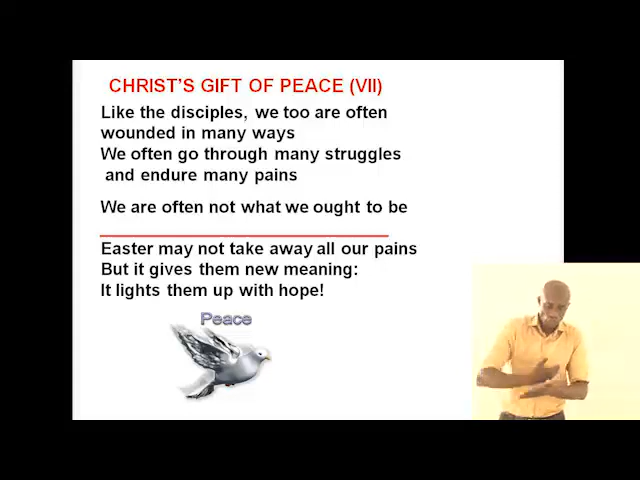 CHRIST'S GIFT OF PEACE (VII)
Like the disciples, we too are often
wounded in many ways
We often go through many struggles
and endure many pains
We are often not what we ought to be
Easter may not take away all our pains
But it gives them new meaning:
It lights them up with hope!
Peace